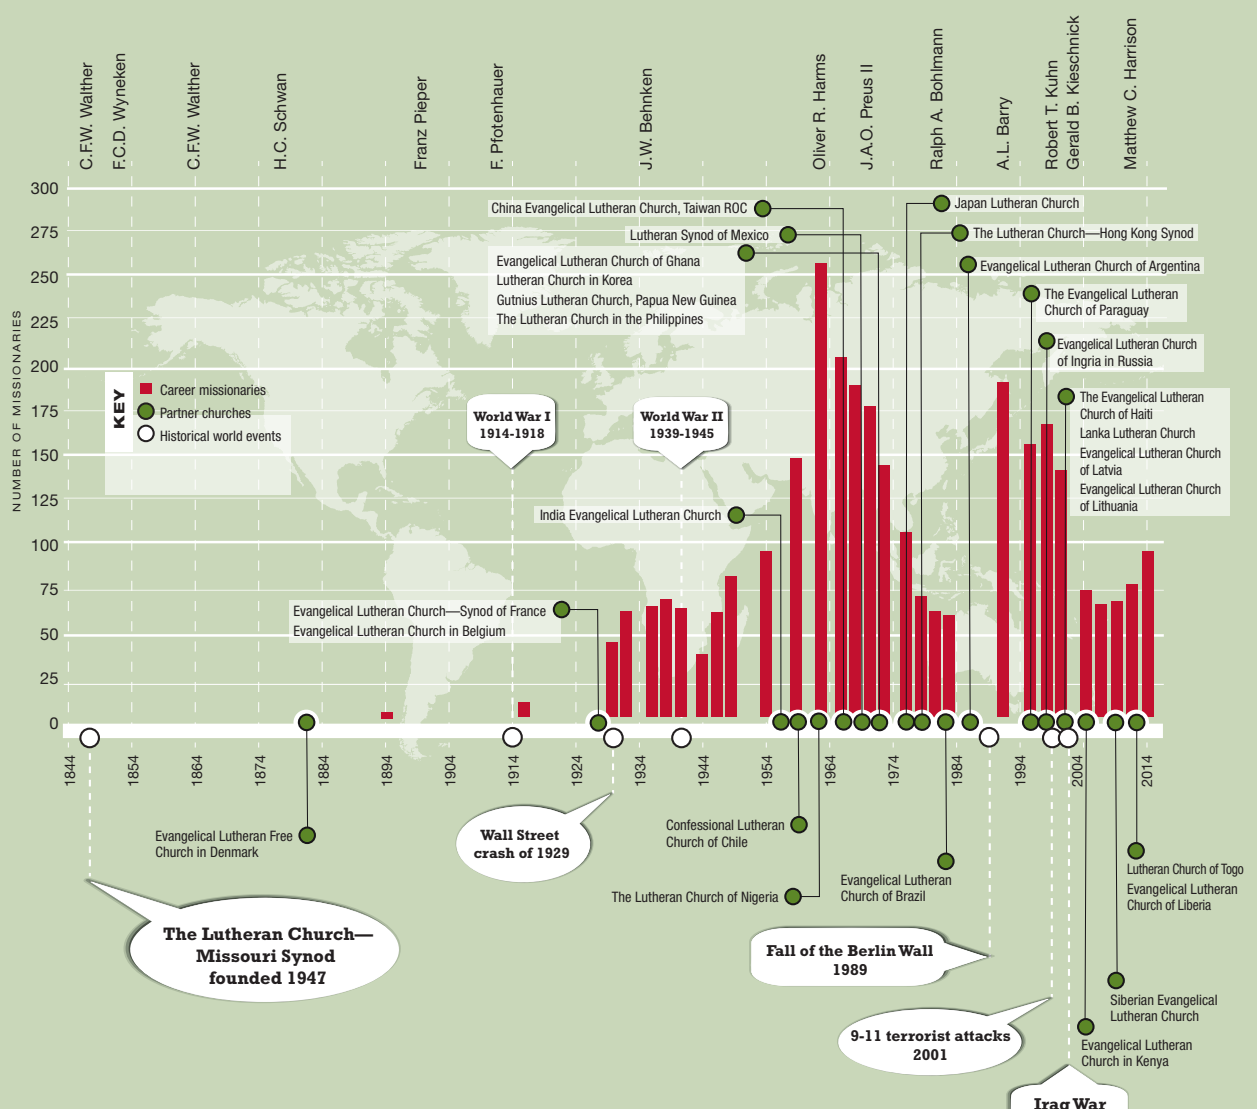 C.F.W. Walther
F.C.D. Wyneken
C.F.W. Walther
H.C. Schwan
Franz Pieper
F. Pfotenhauer
J.W. Behnken
Oliver R. Harms
J.A.O. Preus II
Ralph A. Bohlmann
A.L. Barry
Robert T. Kuhn
Gerald B. Kieschnick
Matthew C. Harrison
NUMBER OF MISSIONARIES
300
275
250
225
200
175
150
125
100
75
50
25
0
KEY
Career missionaries
Partner churches
Historical world events
China Evangelical Lutheran Church, Taiwan ROC
Lutheran Synod of Mexico
Evangelical Lutheran Church of Ghana
Lutheran Church in Korea
Gutnius Lutheran Church, Papua New Guinea
The Lutheran Church in the Philippines
Japan Lutheran Church
The Lutheran Church—Hong Kong Synod
Evangelical Lutheran Church of Argentina
The Evangelical Lutheran
Church of Paraguay
Evangelical Lutheran Church
of Ingria in Russia
The Evangelical Lutheran
Church of Haiti
Lanka Lutheran Church
Evangelical Lutheran Church
of Latvia
Evangelical Lutheran Church
of Lithuania
World War I
1914-1918
World War II
1939-1945
India Evangelical Lutheran Church
Evangelical Lutheran Church—Synod of France
Evangelical Lutheran Church in Belgium
1844
1854
1864
1874
1884
1894
1904
1914
1924
1934
1944
1954
1964
1974
1984
1994
2004
2014
Evangelical Lutheran Free
Church in Denmark
Wall Street
crash of 1929
Confessional Lutheran
Church of Chile
The Lutheran Church of Nigeria
Evangelical Lutheran
Church of Brazil
Lutheran Church of Togo
Evangelical Lutheran
Church of Liberia
The Lutheran Church—
Missouri Synod
founded 1947
Fall of the Berlin Wall
1989
Siberian Evangelical
Lutheran Church
9-11 terrorist attacks
2001
Evangelical Lutheran
Church in Kenya
Iraq War